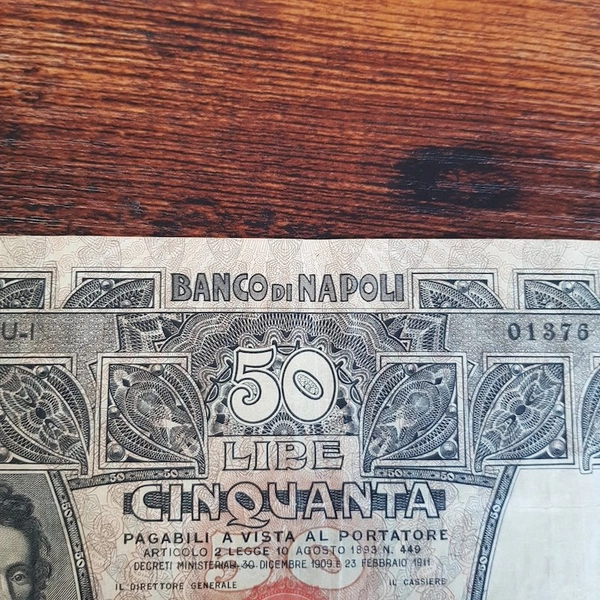 BANCO DI NAPOLI
U-I 01376
50
LIRE
CINQUANTA
PAGABILI A VISTA AL PORTATORE
ARTICOLO 2 LEGGE 10 AGOSTO 1893 N. 449
DECRETI MINISTERIALI 30 DICEMBRE 1909 E 23 FEBBRAIO 1911
IL DIRETTORE GENERALE IL CASSIERE
50